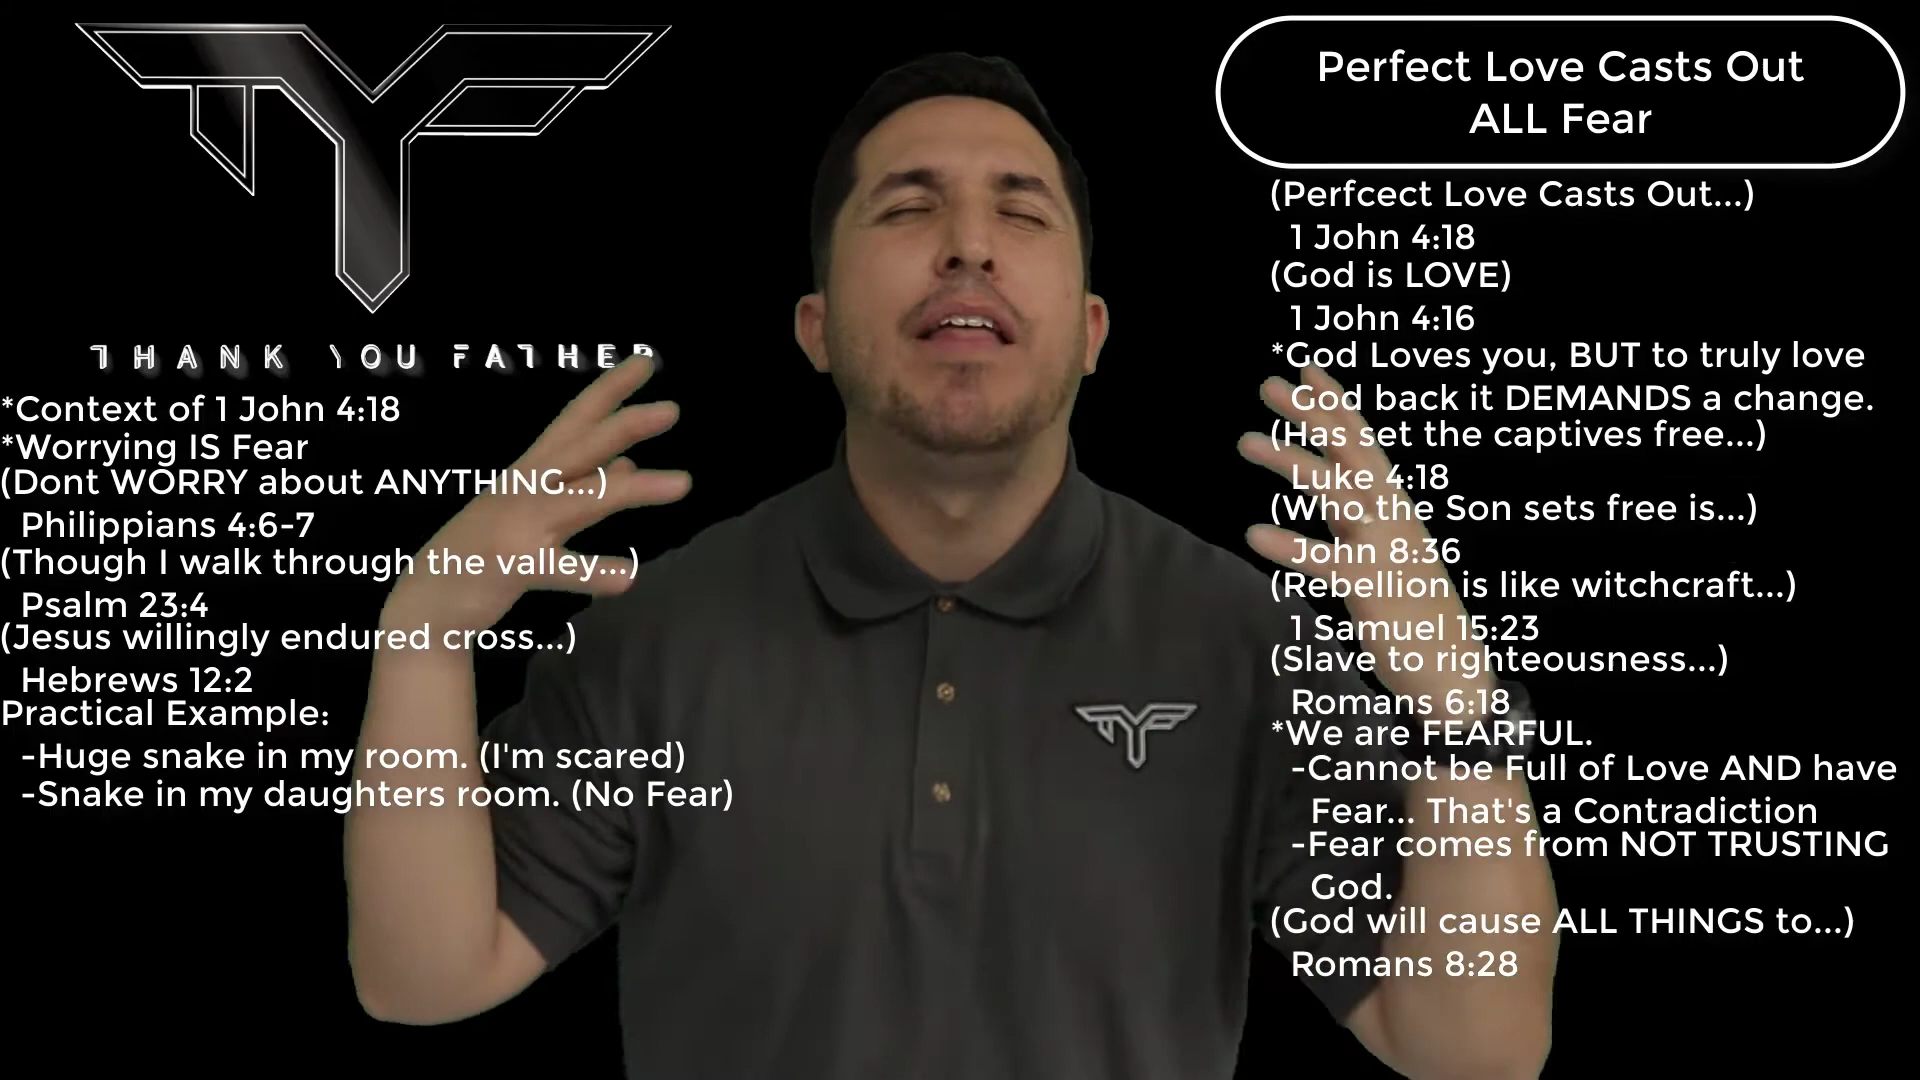 THANK YOU FATHER
*Context of 1 John 4:18
*Worrying IS Fear
(Dont WORRY about ANYTHING...)
Philippians 4:6-7
(Though I walk through the valley...)
Psalm 23:4
(Jesus willingly endured cross...)
Hebrews 12:2
Practical Example:
-Huge snake in my room. (I'm scared)
-Snake in my daughters room. (No Fear)
Perfect Love Casts Out
ALL Fear
(Perfcect Love Casts Out...)
1 John 4:18
(God is LOVE)
1 John 4:16
*God Loves you, BUT to truly love
God back it DEMANDS a change.
(Has set the captives free...)
Luke 4:18
(Who the Son sets free is...)
John 8:36
(Rebellion is like witchcraft...)
1 Samuel 15:23
(Slave to righteousness...)
Romans 6:18
*We are FEARFUL.
-Cannot be Full of Love AND have
Fear... That's a Contradiction
-Fear comes from NOT TRUSTING
God.
(God will cause ALL THINGS to...)
Romans 8:28